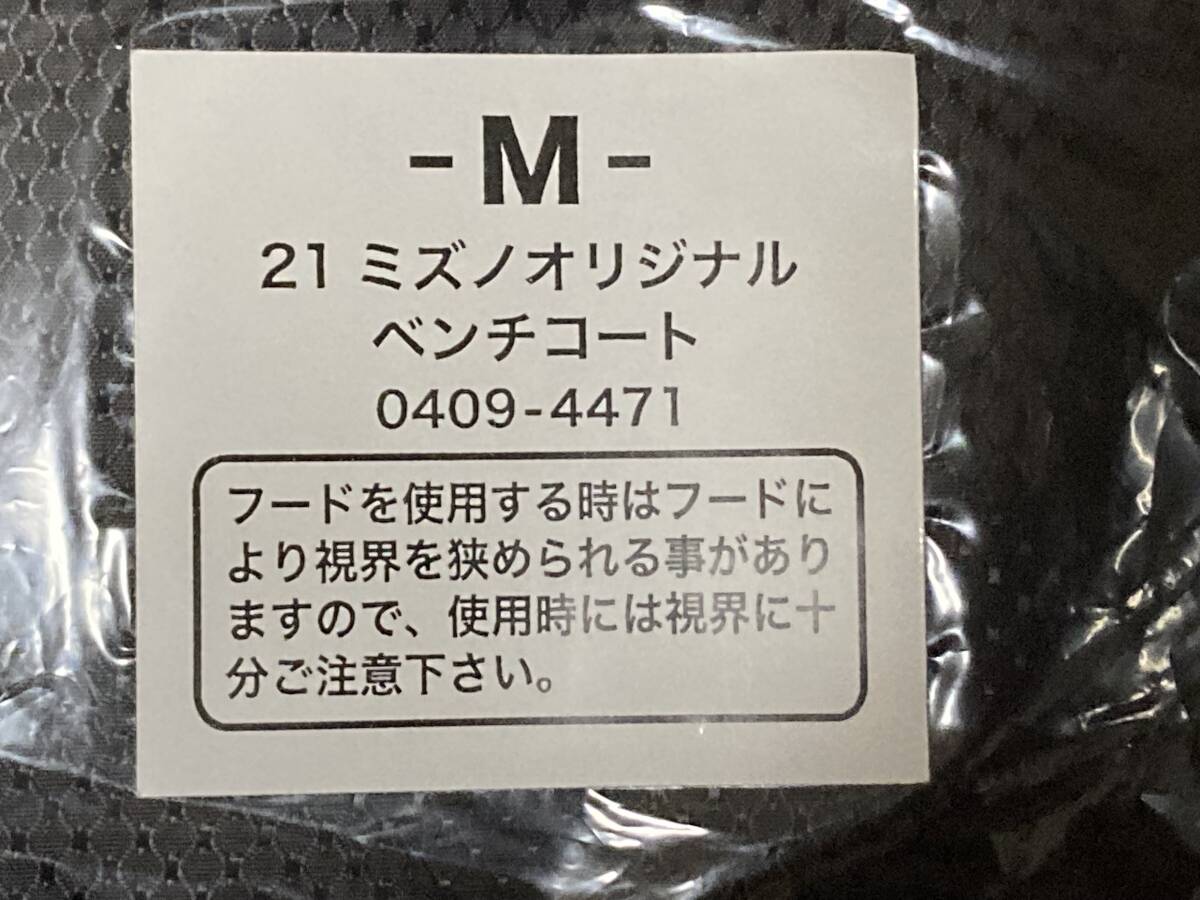 -M-
21 ミズノオリジナル
ベンチコート
0409-4471
フードを使用する時はフードに
より視界を狭められる事があり
ますので、使用時には視界に十
分ご注意下さい。